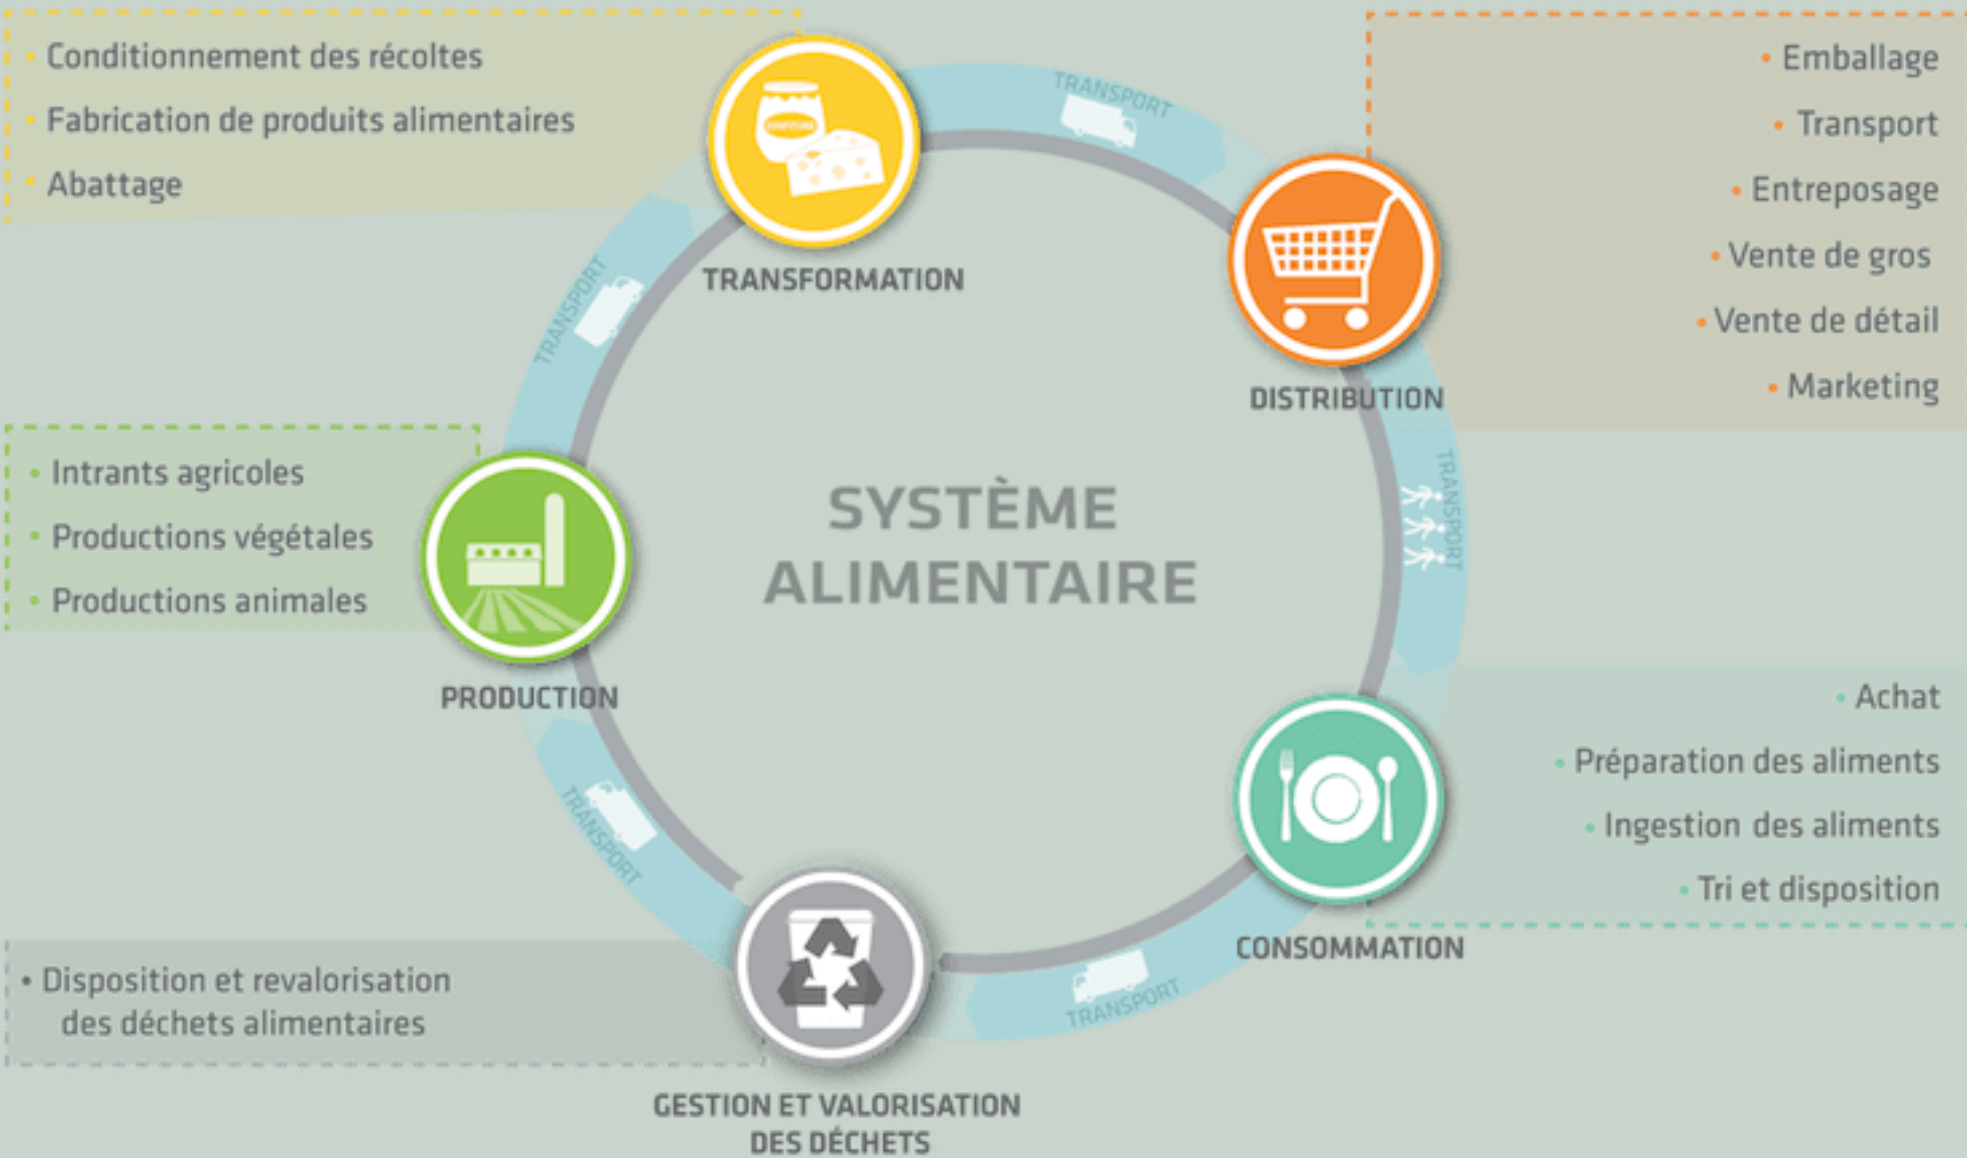 • Conditionnement des récoltes
• Fabrication de produits alimentaires
• Abattage
TRANSFORMATION
TRANSPORT
• Emballage
• Transport
• Entreposage
• Vente de gros
• Vente de détail
• Marketing
DISTRIBUTION
TRANSPORT
TRANSPORT
• Intrants agricoles
• Productions végétales
• Productions animales
PRODUCTION
SYSTÈME
ALIMENTAIRE
• Achat
• Préparation des aliments
• Ingestion des aliments
• Tri et disposition
CONSOMMATION
TRANSPORT
TRANSPORT
• Disposition et revalorisation
des déchets alimentaires
GESTION ET VALORISATION
DES DÉCHETS